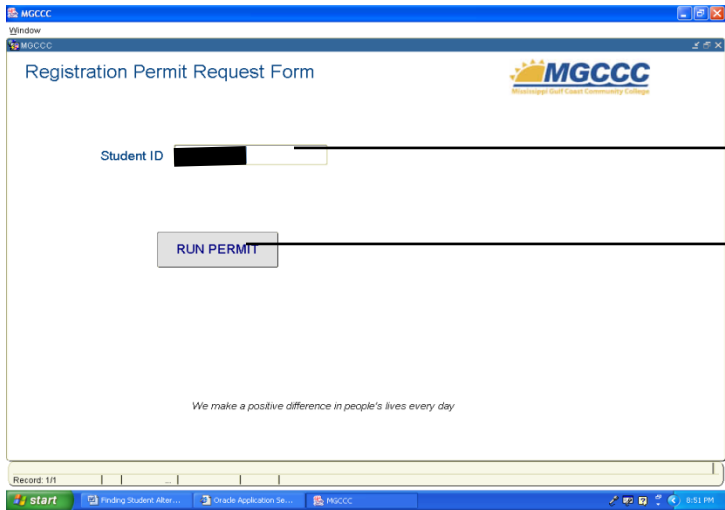 MGCCC
Window
MGCCC
Registration Permit Request Form
MGCCC
Mississippi Gulf Coast Community College
Student ID
RUN PERMIT
We make a positive difference in people's lives every day
Record: 1/1
...
start
Finding Student Alter...
Oracle Application Se...
MGCCC
8:51 PM